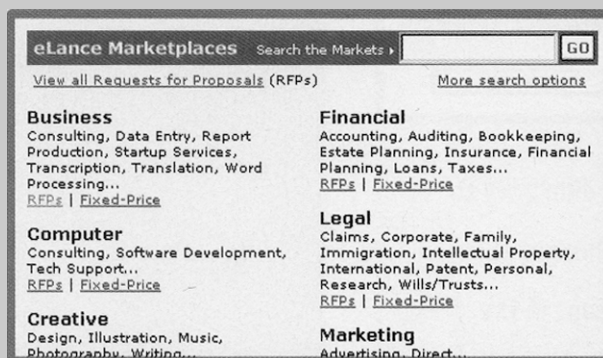 eLance Marketplaces Search the Markets GO
View all Requests for Proposals (RFPs) More search options
Business
Consulting, Data Entry, Report
Production, Startup Services,
Transcription, Translation, Word
Processing...
RFPs | Fixed-Price
Computer
Consulting, Software Development,
Tech Support...
RFPs | Fixed-Price
Creative
Design, Illustration, Music,
Photography, Writing...
Financial
Accounting, Auditing, Bookkeeping,
Estate Planning, Insurance, Financial
Planning, Loans, Taxes...
RFPs | Fixed-Price
Legal
Claims, Corporate, Family,
Immigration, Intellectual Property,
International, Patent, Personal,
Research, Wills/Trusts...
RFPs | Fixed-Price
Marketing
Advertising, Direct...